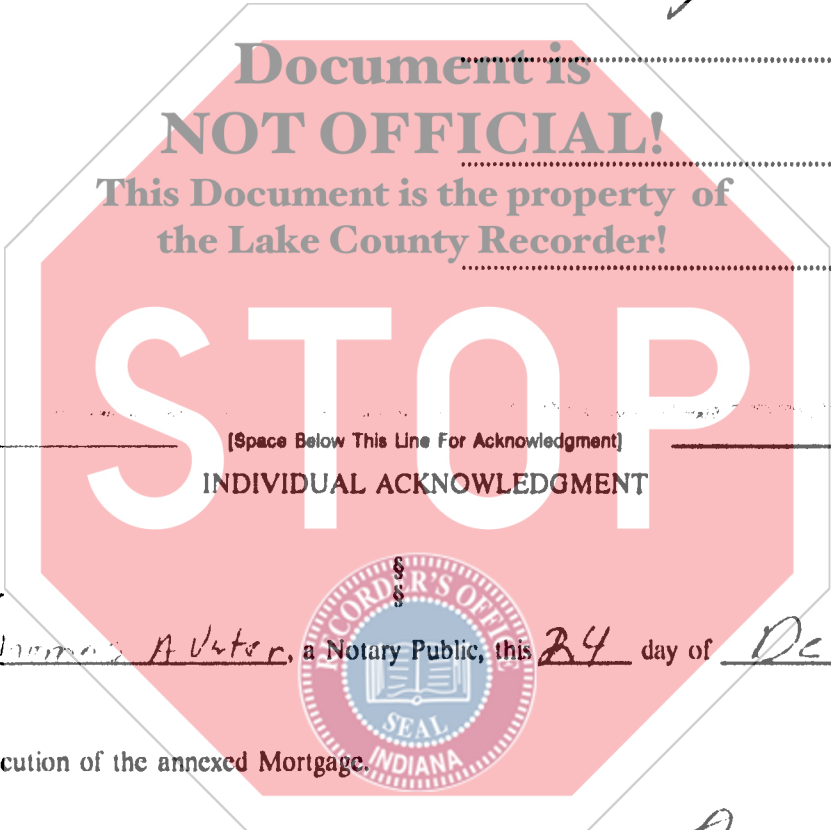 Document is
NOT OFFICIAL!
This Document is the property of
the Lake County Recorder!
STOP
[Space Below This Line For Acknowledgment]
INDIVIDUAL ACKNOWLEDGMENT
§
§
RECORDER'S OFFICE
A, a Notary Public, this 24 day of
SEAL
INDIANA
cution of the annexed Mortgage.